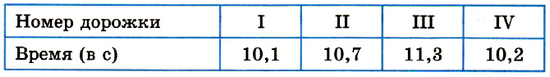 Номер дорожки I II III IV
Время (в с) 10,1 10,7 11,3 10,2